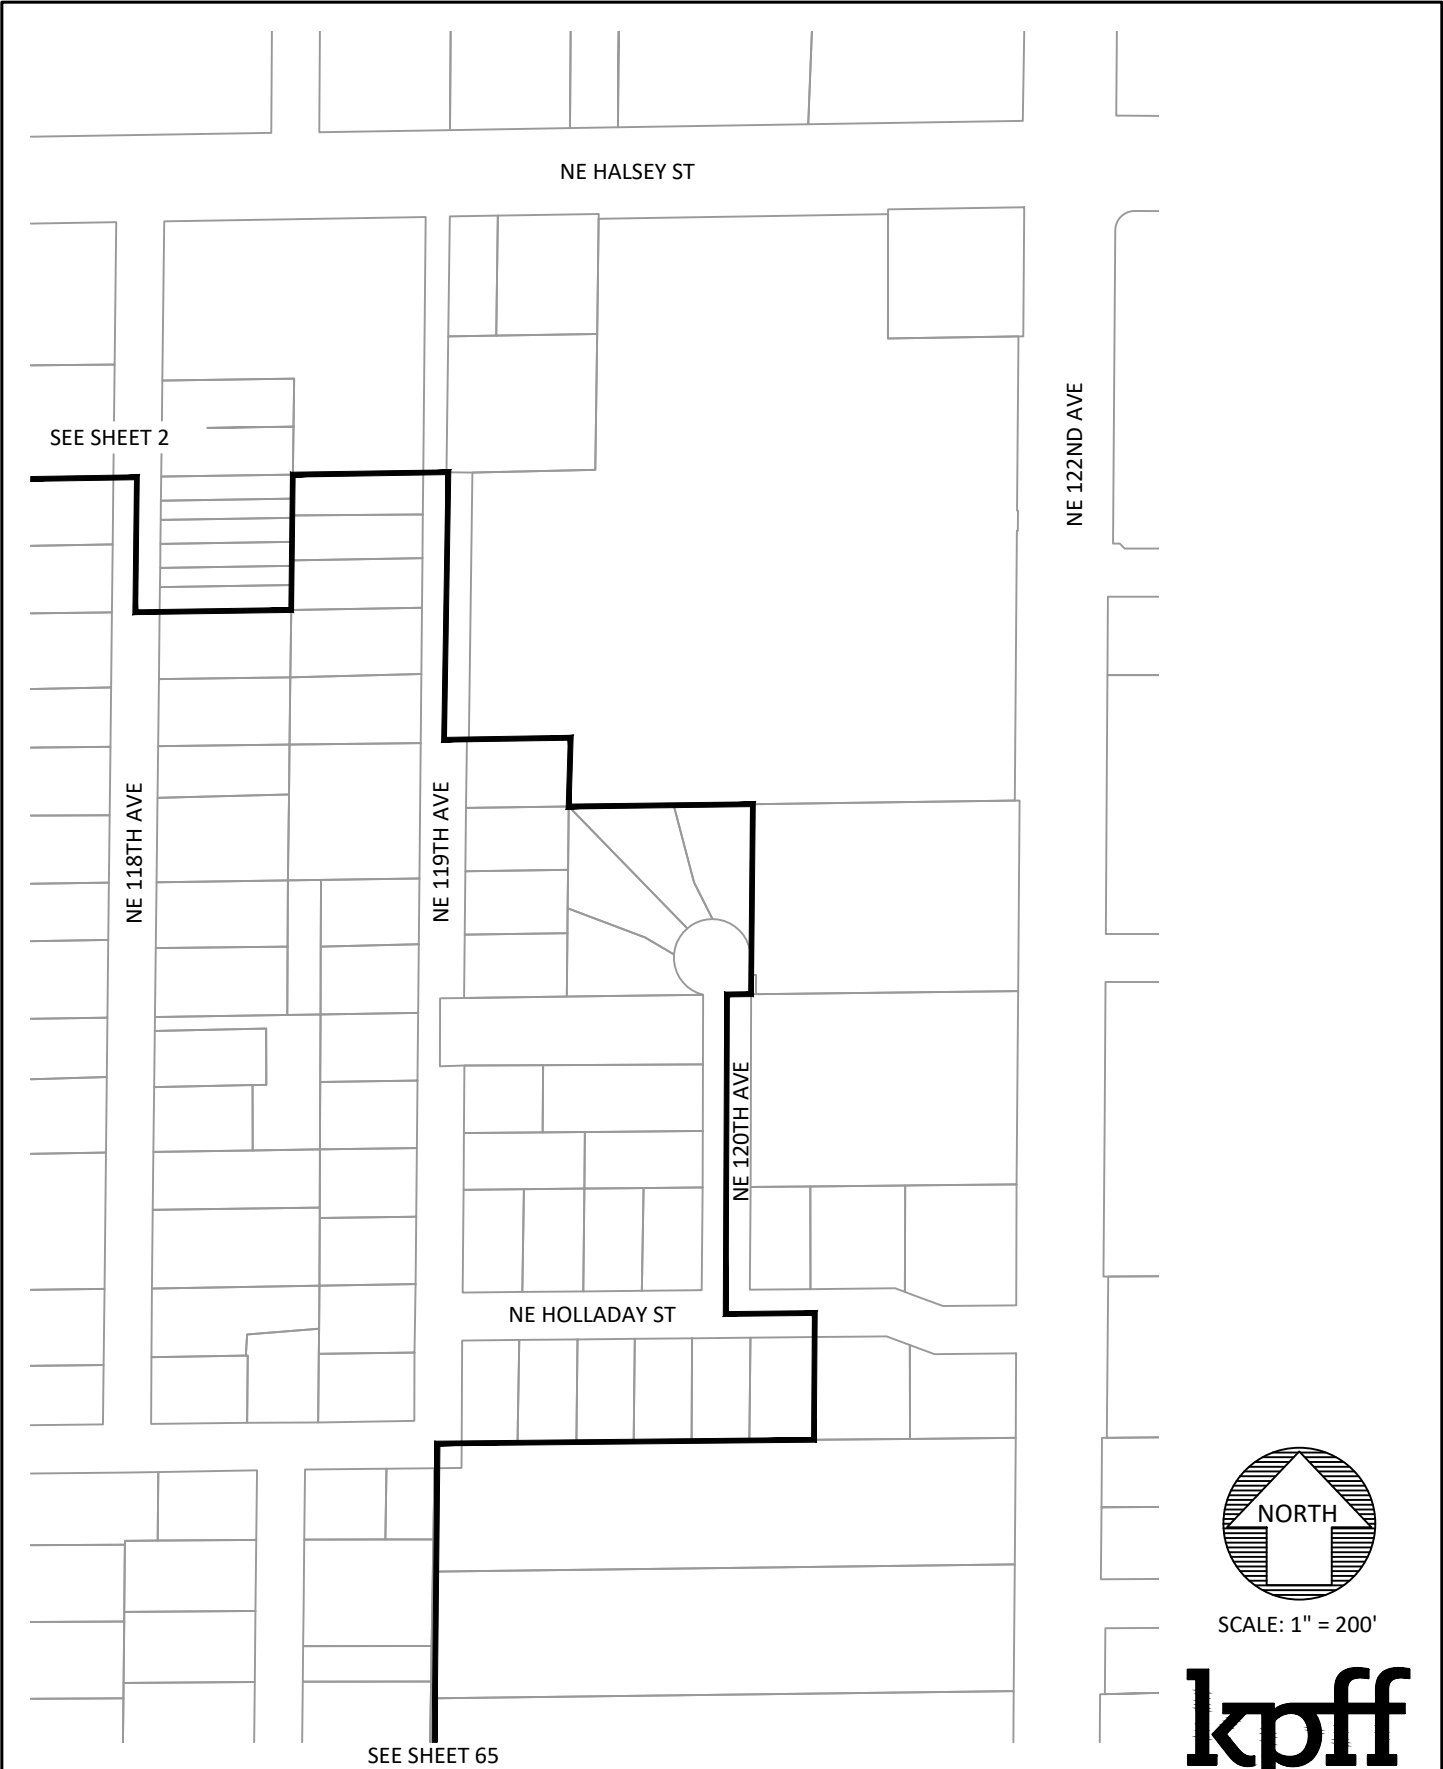 NE HALSEY ST
NE 122ND AVE
SEE SHEET 2
NE 118TH AVE
NE 119TH AVE
NE 120TH AVE
NE HOLLADAY ST
NORTH
SCALE: 1" = 200'
kpff
SEE SHEET 65